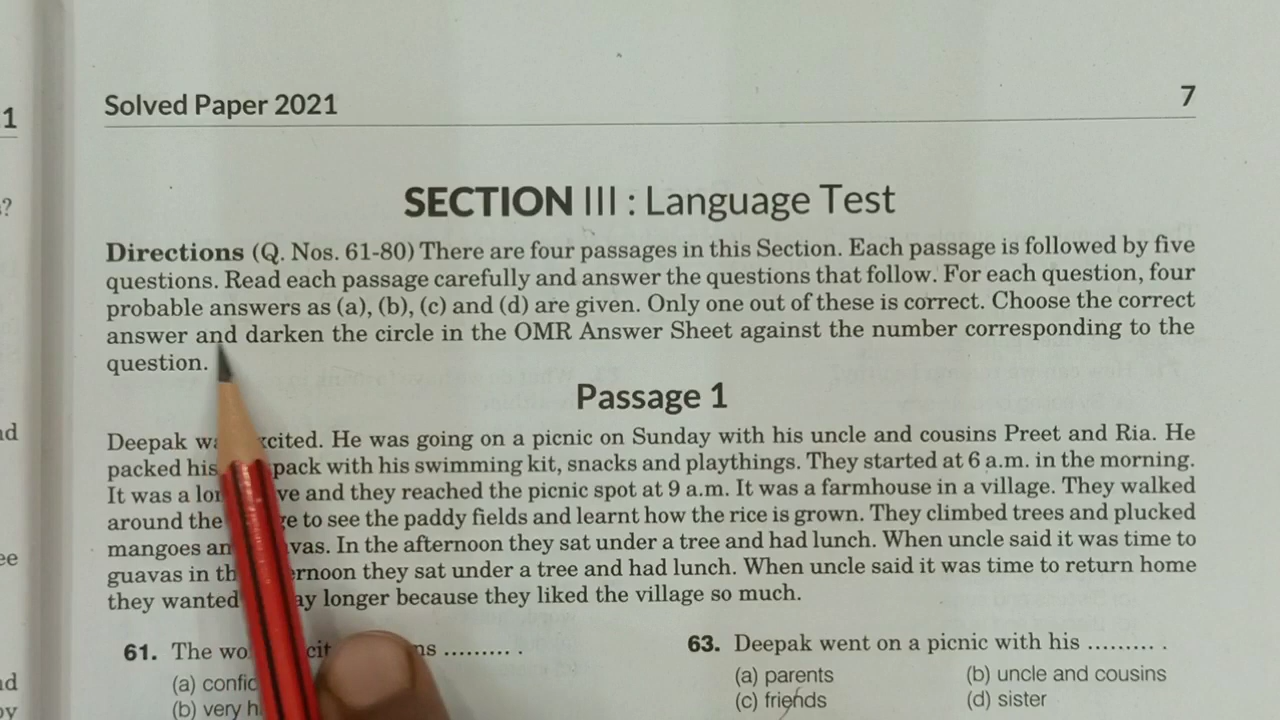 Solved Paper 2021
7
1
?
SECTION III : Language Test
Directions (Q. Nos. 61-80) There are four passages in this Section. Each passage is followed by five
questions. Read each passage carefully and answer the questions that follow. For each question, four
probable answers as (a), (b), (c) and (d) are given. Only one out of these is correct. Choose the correct
answer and darken the circle in the OMR Answer Sheet against the number corresponding to the
question.
Passage 1
Deepak excited. He was going on a picnic on Sunday with his uncle and cousins Preet and Ria. He
packed his pack with his swimming kit, snacks and playthings. They started at 6 a.m. in the morning.
It was a and they reached the picnic spot at 9 a.m. It was a farmhouse in a village. They walked
around the to see the paddy fields and learnt how the rice is grown. They climbed trees and plucked
mangoes In the afternoon they sat under a tree and had lunch. When uncle said it was time to
guavas in they sat under a tree and had lunch. When uncle said it was time to return home
they wanted longer because they liked the village so much.
61. The .......... .
(a)
(b) very
63. Deepak went on a picnic with his .......... .
(a) parents
(b) uncle and cousins
(c) friends
(d) sister